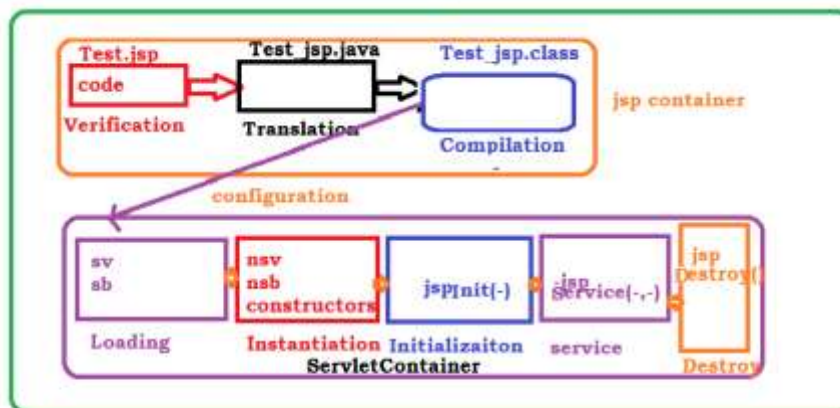 Test.jsp
Test_jsp.java
Test_jsp.class
code
jsp container
Verification
Translation
Compilation
configuration
sv
sb
nsv
nsb
constructors
jspInit(-)
jsp
Service(-,-)
jsp
Destroy()
Loading
Instantiation
Initializaiton
service
Destroy
ServletContainer